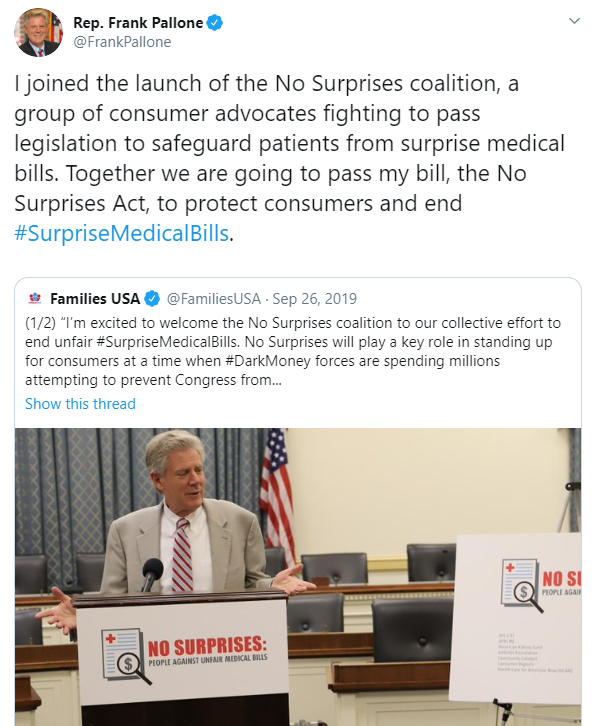 Rep. Frank Pallone
@FrankPallone
I joined the launch of the No Surprises coalition, a
group of consumer advocates fighting to pass
legislation to safeguard patients from surprise medical
bills. Together we are going to pass my bill, the No
Surprises Act, to protect consumers and end
#SurpriseMedicalBills.
Families USA @FamiliesUSA · Sep 26, 2019
(1/2) “I’m excited to welcome the No Surprises coalition to our collective effort to
end unfair #SurpriseMedicalBills. No Surprises will play a key role in standing up
for consumers at a time when #DarkMoney forces are spending millions
attempting to prevent Congress from...
Show this thread
NO SURPRISES:
PEOPLE AGAINST UNFAIR MEDICAL BILLS
$
NO SU
PEOPLE AGAIN
$
American Kidney Fund